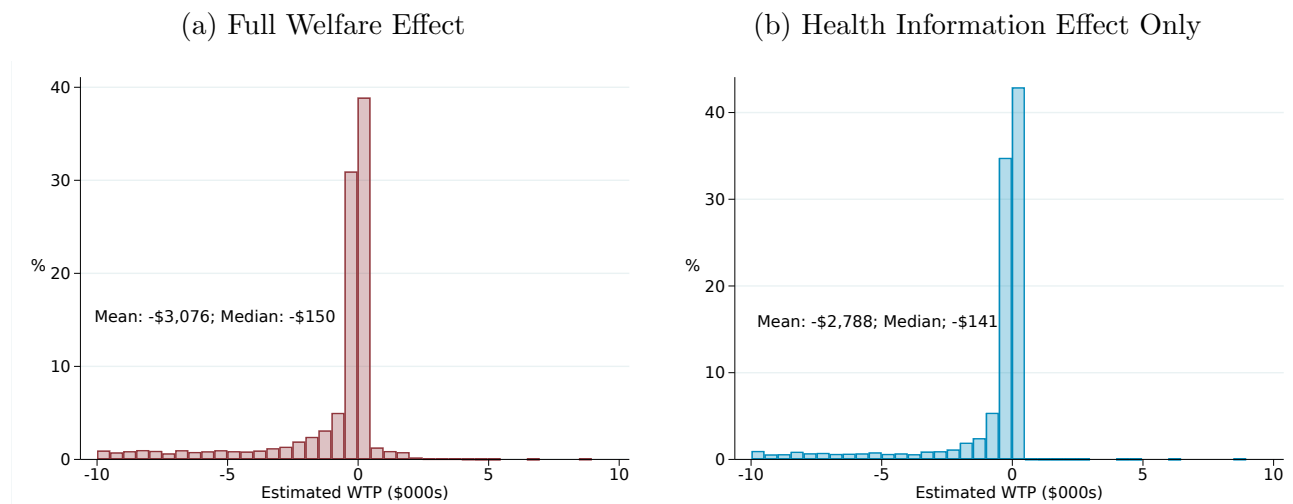 (a) Full Welfare Effect
40
30
%
20
Mean: -$3,076; Median: -$150
10
0
-10 -5 0 5 10
Estimated WTP ($000s)
(b) Health Information Effect Only
40
30
%
20
Mean: -$2,788; Median; -$141
10
0
-10 -5 0 5 10
Estimated WTP ($000s)